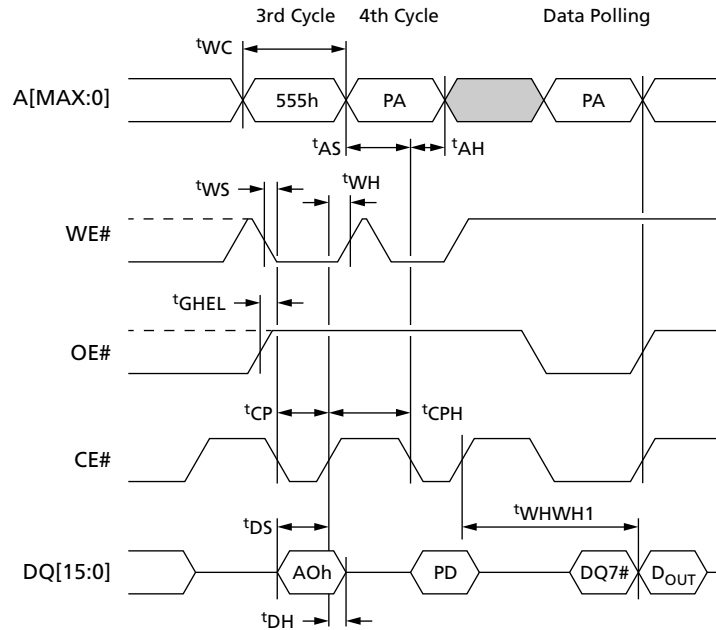 3rd Cycle 4th Cycle Data Polling
tWC
A[MAX:0] 555h PA PA
tAS tAH
tWS tWH
WE#
tGHEL
OE#
tCP tCPH
CE#
tWHWH1
tDS
DQ[15:0] AOh PD DQ7# DOUT
tDH